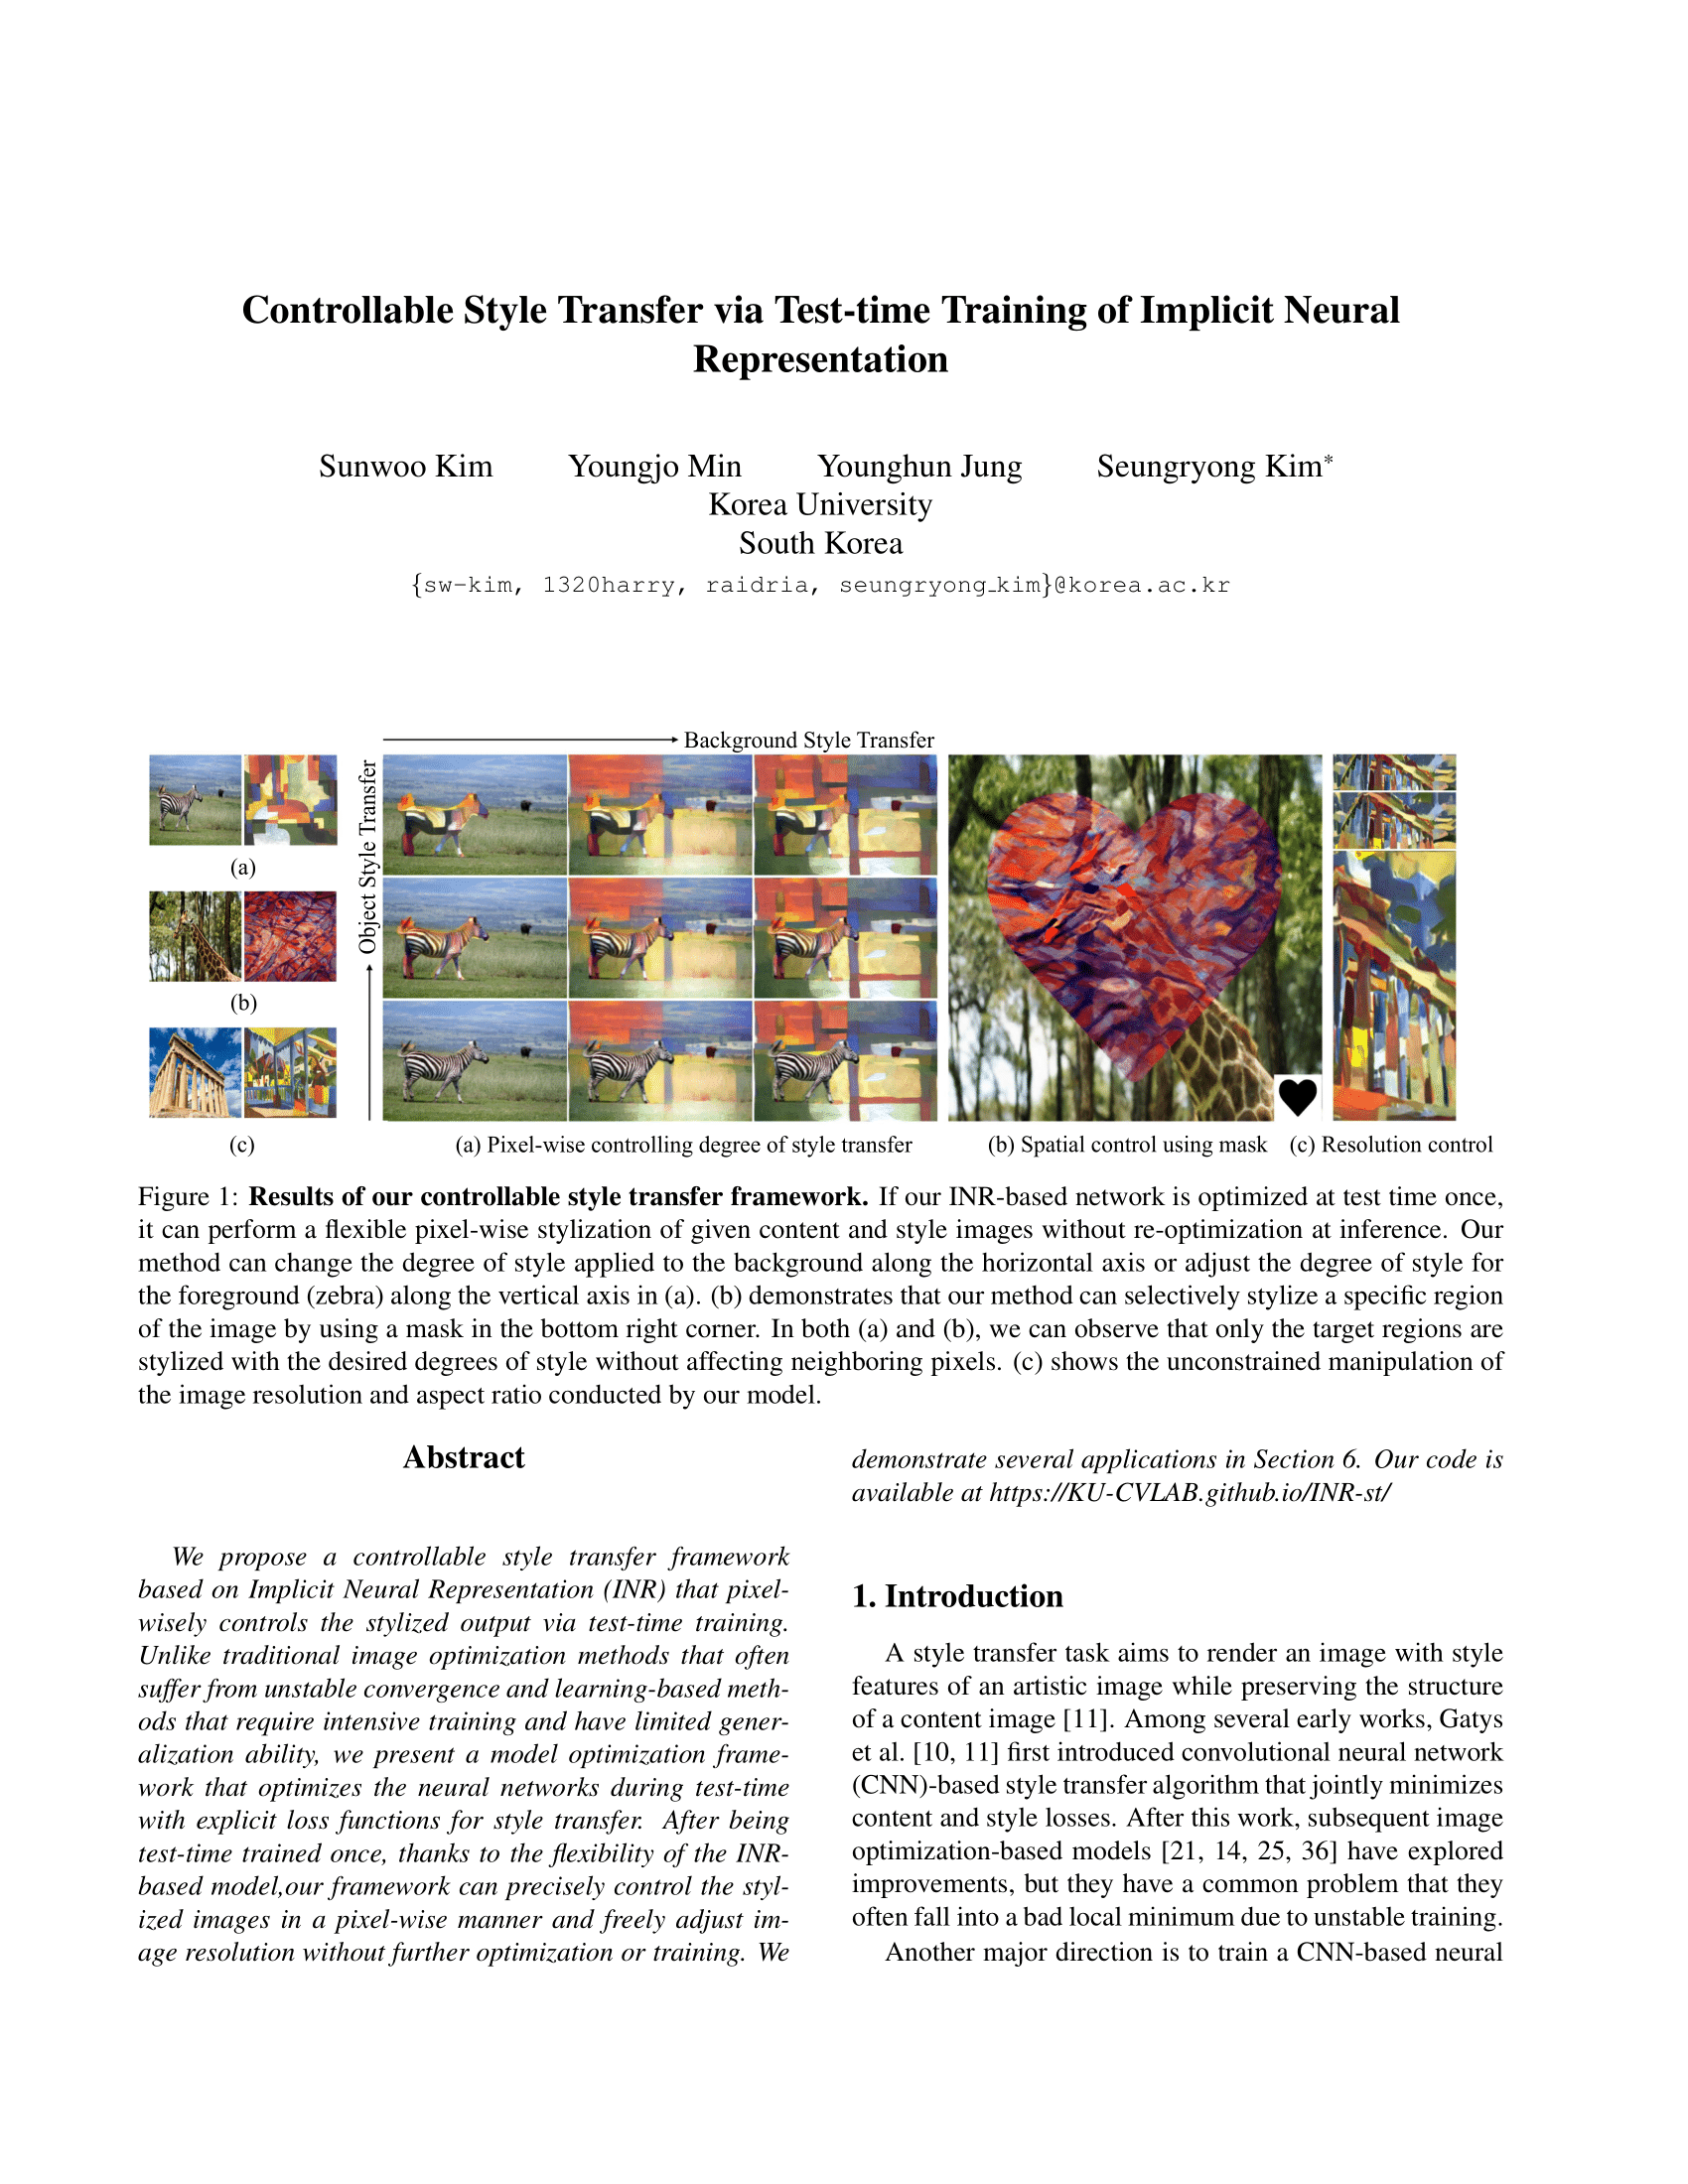 Controllable Style Transfer via Test-time Training of Implicit Neural
Representation
Sunwoo Kim Youngjo Min Younghun Jung Seungryong Kim*
Korea University
South Korea
{sw-kim, 1320harry, raidria, seungryong_kim}@korea.ac.kr
Background Style Transfer
Object Style Transfer
(a)
(b)
(c)
(a) Pixel-wise controlling degree of style transfer
(b) Spatial control using mask
(c) Resolution control
Figure 1: Results of our controllable style transfer framework. If our INR-based network is optimized at test time once,
it can perform a flexible pixel-wise stylization of given content and style images without re-optimization at inference. Our
method can change the degree of style applied to the background along the horizontal axis or adjust the degree of style for
the foreground (zebra) along the vertical axis in (a). (b) demonstrates that our method can selectively stylize a specific region
of the image by using a mask in the bottom right corner. In both (a) and (b), we can observe that only the target regions are
stylized with the desired degrees of style without affecting neighboring pixels. (c) shows the unconstrained manipulation of
the image resolution and aspect ratio conducted by our model.
Abstract
We propose a controllable style transfer framework
based on Implicit Neural Representation (INR) that pixel-
wisely controls the stylized output via test-time training.
Unlike traditional image optimization methods that often
suffer from unstable convergence and learning-based meth-
ods that require intensive training and have limited gener-
alization ability, we present a model optimization frame-
work that optimizes the neural networks during test-time
with explicit loss functions for style transfer. After being
test-time trained once, thanks to the flexibility of the INR-
based model,our framework can precisely control the styl-
ized images in a pixel-wise manner and freely adjust im-
age resolution without further optimization or training. We
demonstrate several applications in Section 6. Our code is
available at https://KU-CVLAB.github.io/INR-st/
1. Introduction
A style transfer task aims to render an image with style
features of an artistic image while preserving the structure
of a content image [11]. Among several early works, Gatys
et al. [10, 11] first introduced convolutional neural network
(CNN)-based style transfer algorithm that jointly minimizes
content and style losses. After this work, subsequent image
optimization-based models [21, 14, 25, 36] have explored
improvements, but they have a common problem that they
often fall into a bad local minimum due to unstable training.
Another major direction is to train a CNN-based neural